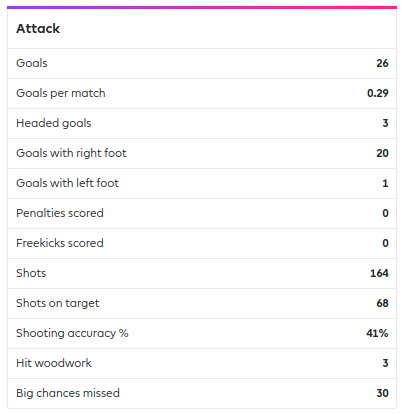 Attack
Goals 26
Goals per match 0.29
Headed goals 3
Goals with right foot 20
Goals with left foot 1
Penalties scored 0
Freekicks scored 0
Shots 164
Shots on target 68
Shooting accuracy % 41%
Hit woodwork 3
Big chances missed 30